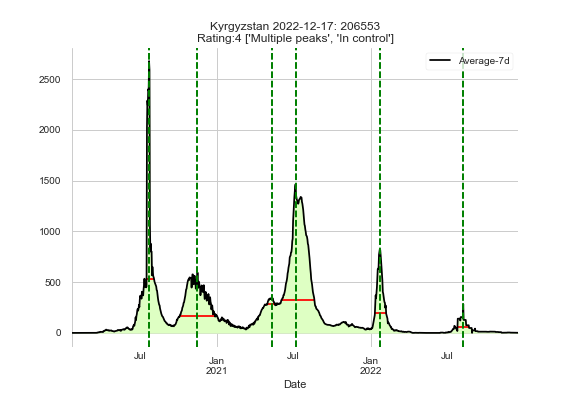 Kyrgyzstan 2022-12-17: 206553
Rating:4 ['Multiple peaks', 'In control']
Average-7d
2500
2000
1500
1000
500
0
Jul
Jan
2021
Jul
Jan
2022
Jul
Date